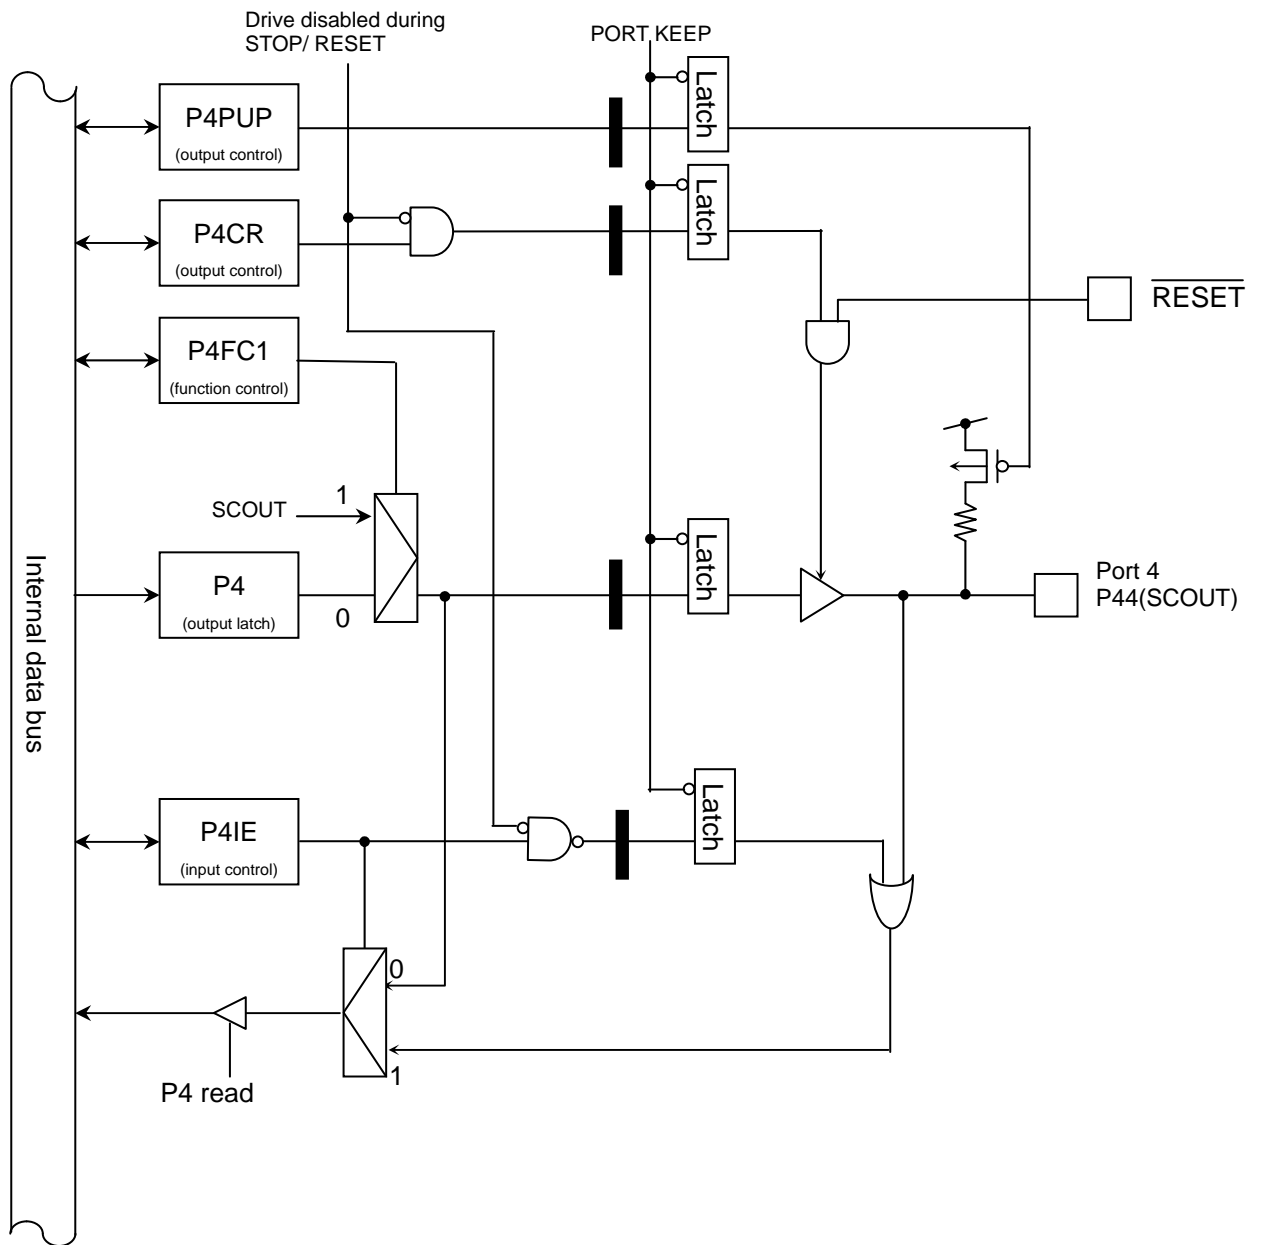 Drive disabled during
STOP/ RESET
PORT KEEP
P4PUP
(output control)
Latch
P4CR
(output control)
Latch
RESET
P4FC1
(function control)
1
SCOUT
P4
(output latch)
0
Latch
Port 4
P44(SCOUT)
Internal data bus
P4IE
(input control)
Latch
0
1
P4 read